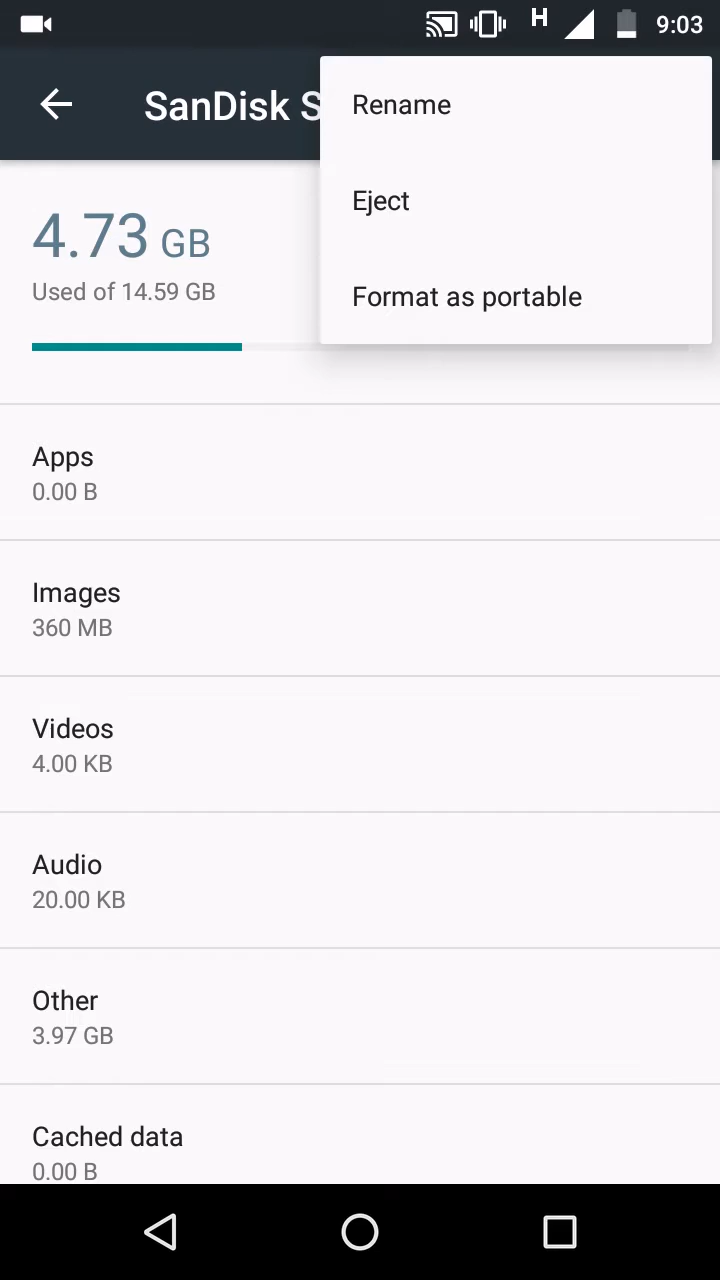 H 9:03
SanDisk S
Rename
Eject
Format as portable
4.73 GB
Used of 14.59 GB
Apps
0.00 B
Images
360 MB
Videos
4.00 KB
Audio
20.00 KB
Other
3.97 GB
Cached data
0.00 B